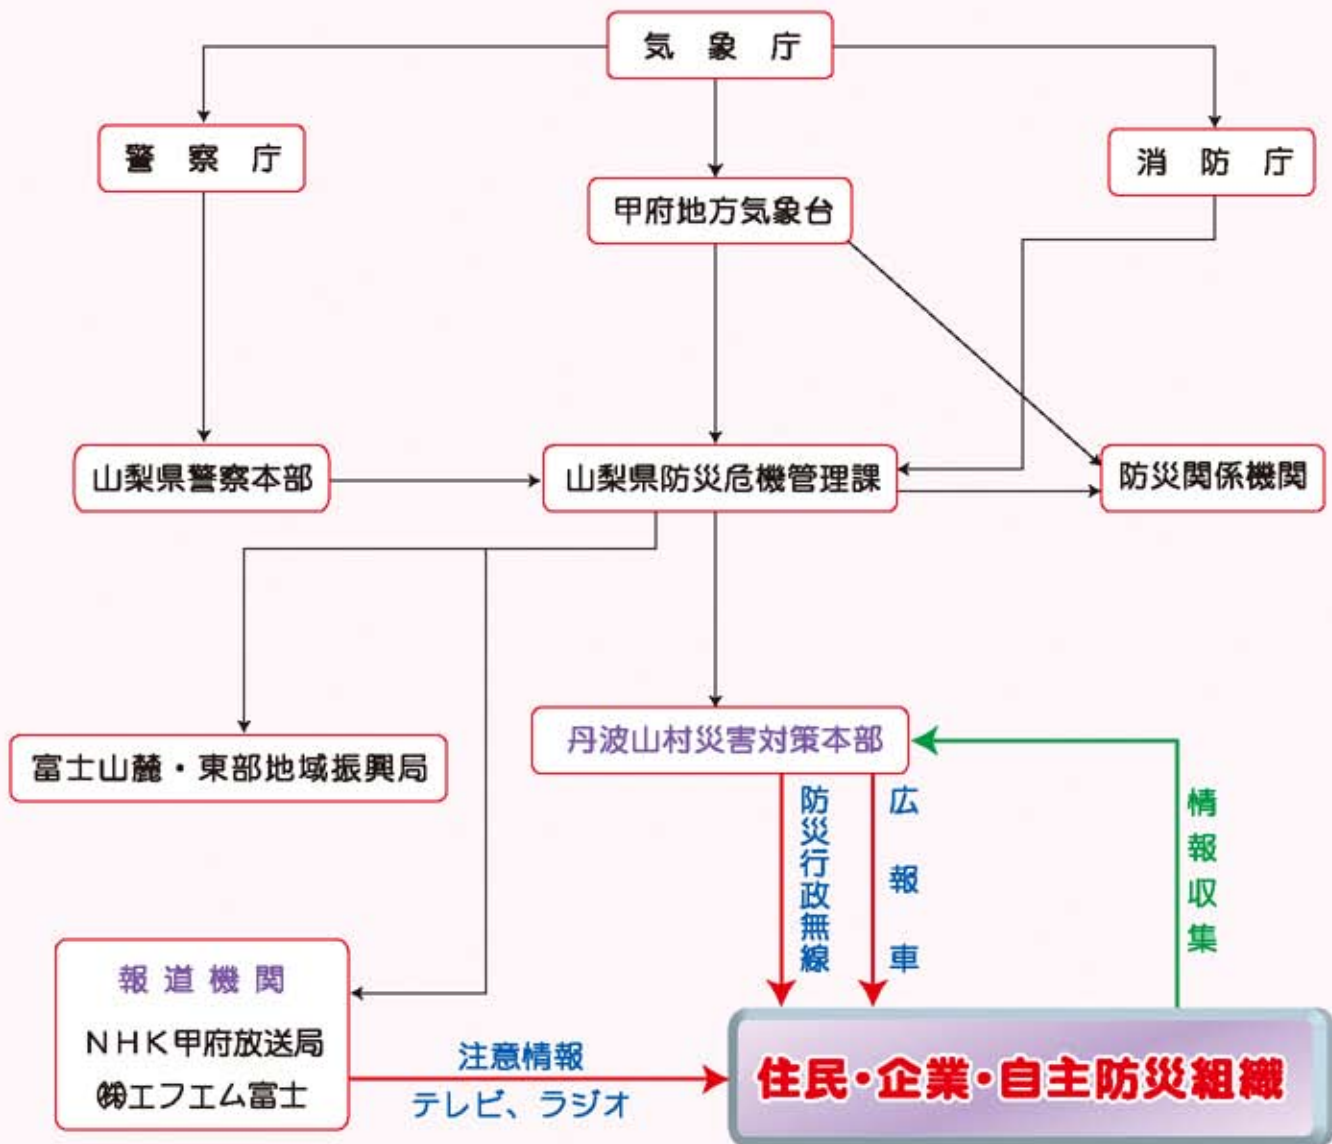 気象庁
警察庁
消防庁
甲府地方気象台
山梨県警察本部
山梨県防災危機管理課
防災関係機関
丹波山村災害対策本部
富士山麓・東部地域振興局
防災行政無線
広報車
情報収集
報道機関
NHK甲府放送局
㈱エフエム富士
注意情報
テレビ、ラジオ
住民・企業・自主防災組織